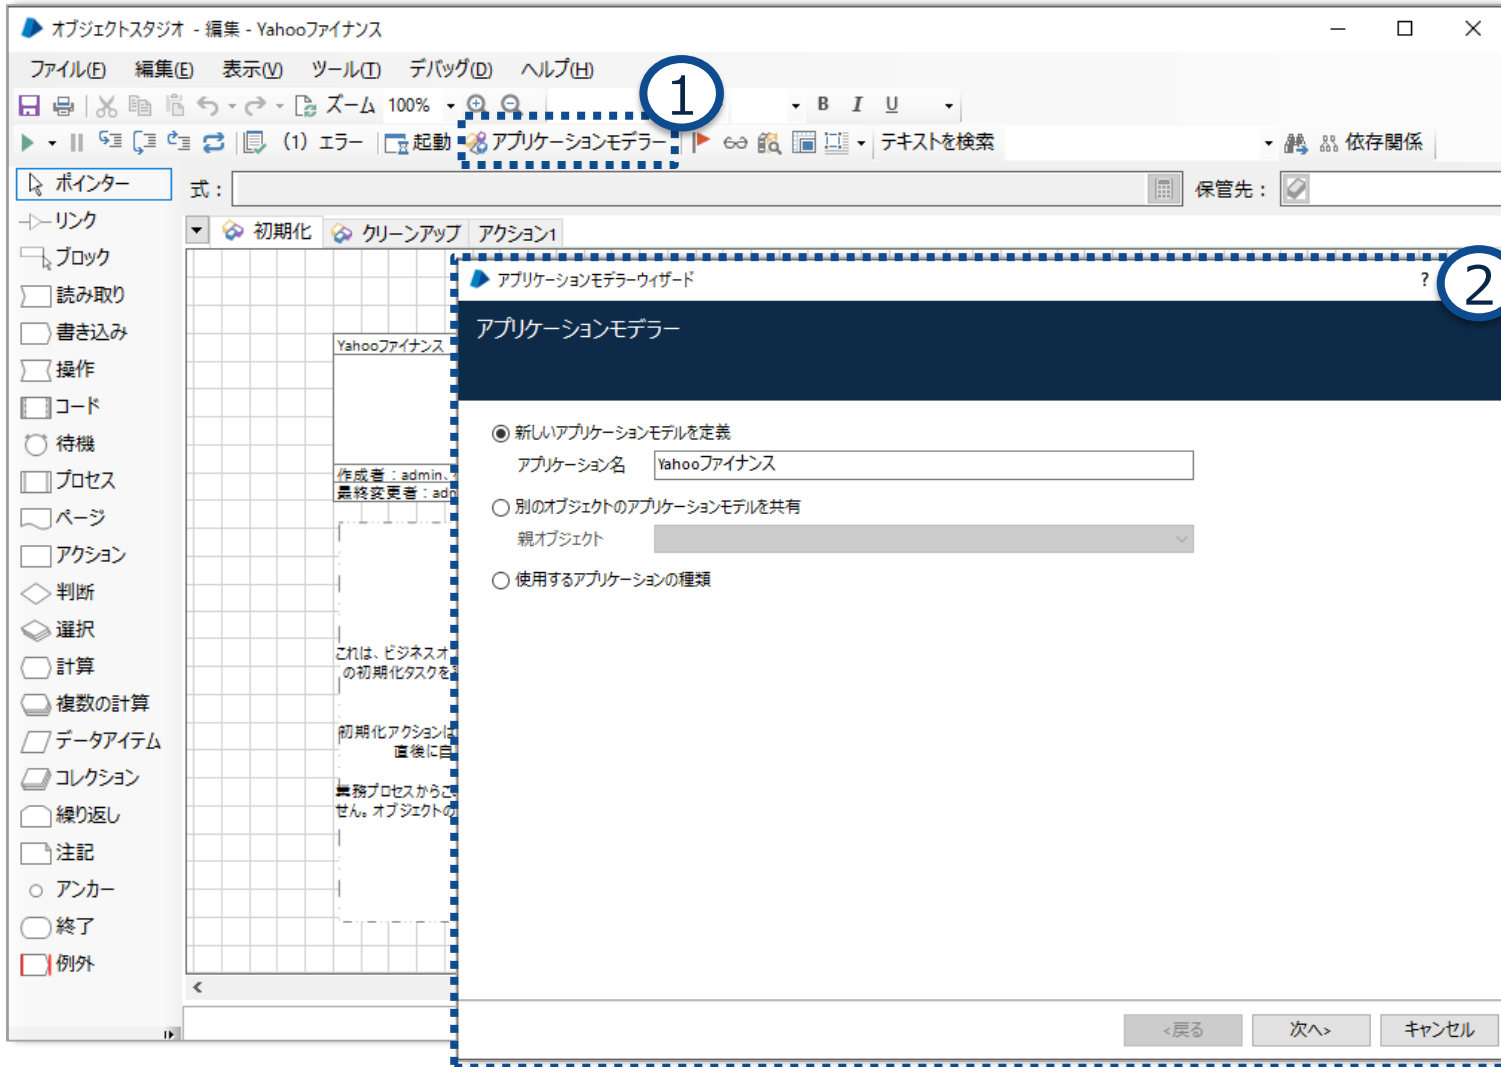 オブジェクトスタジオ - 編集 - Yahooファイナンス
ファイル(F) 編集(E) 表示(V) ツール(T) デバッグ(D) ヘルプ(H)
1
ズーム 100% B I U
(1) エラー 起動 アプリケーションモデラー テキストを検索 依存関係
ポインター
式: 保管先:
リンク
初期化 クリーンアップ アクション1
ブロック
読み取り
書き込み
操作
コード
待機
プロセス
ページ
アクション
判断
選択
計算
複数の計算
データアイテム
コレクション
繰り返し
注記
アンカー
終了
例外
Yahooファイナンス
作成者:admin、
最終変更者:adm
これは、ビジネスオ
の初期化タスクを
初期化アクションは
直後に自
業務プロセスからこ
せん。オブジェクトの
アプリケーションモデラーウィザード ?
2
アプリケーションモデラー
新しいアプリケーションモデルを定義
アプリケーション名 Yahooファイナンス
別のオブジェクトのアプリケーションモデルを共有
親オブジェクト
使用するアプリケーションの種類
<戻る 次へ> キャンセル